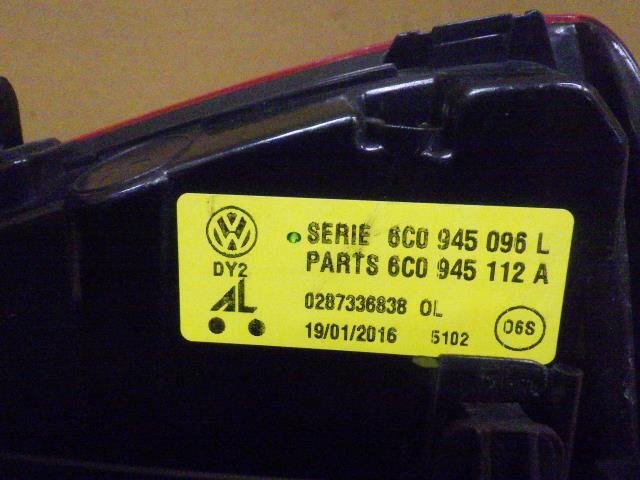 SERIE 6C0 945 096 L
PARTS 6C0 945 112 A
DY2
AL
0287336838 OL
19/01/2016 5102
06S